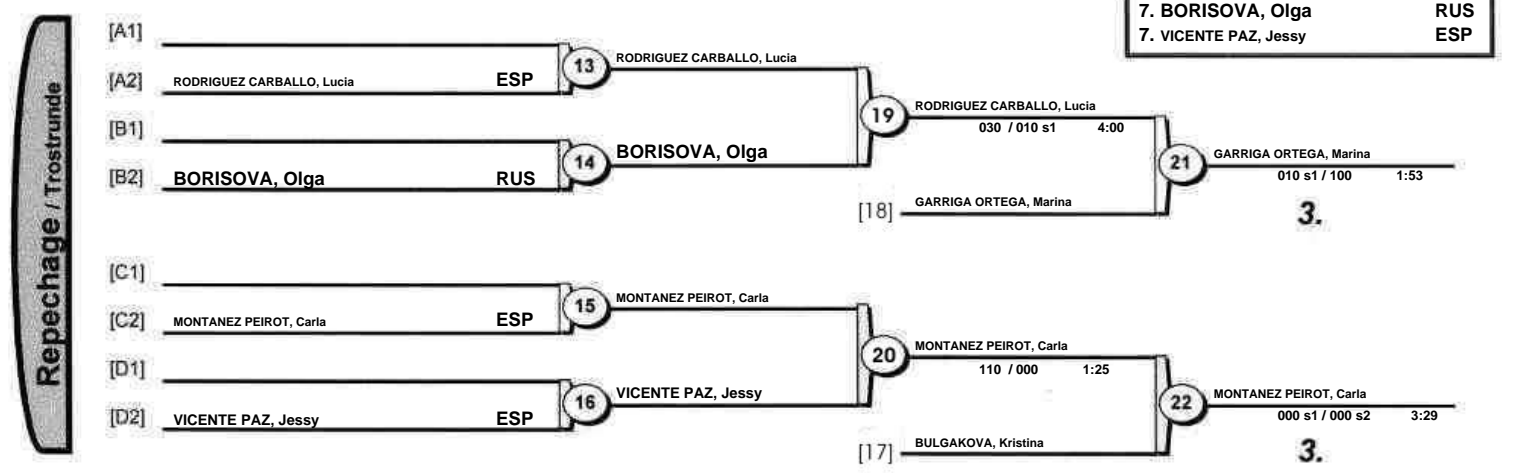 7. BORISOVA, Olga RUS
7. VICENTE PAZ, Jessy ESP
Repechage / Trostrunde
[A1]
[A2] RODRIGUEZ CARBALLO, Lucia ESP
13 RODRIGUEZ CARBALLO, Lucia
[B1]
[B2] BORISOVA, Olga RUS
14 BORISOVA, Olga
19 RODRIGUEZ CARBALLO, Lucia
030 / 010 s1 4:00
[18] GARRIGA ORTEGA, Marina
21 GARRIGA ORTEGA, Marina
010 s1 / 100 1:53
3.
[C1]
[C2] MONTANEZ PEIROT, Carla ESP
15 MONTANEZ PEIROT, Carla
[D1]
[D2] VICENTE PAZ, Jessy ESP
16 VICENTE PAZ, Jessy
20 MONTANEZ PEIROT, Carla
110 / 000 1:25
[17] BULGAKOVA, Kristina
22 MONTANEZ PEIROT, Carla
000 s1 / 000 s2 3:29
3.